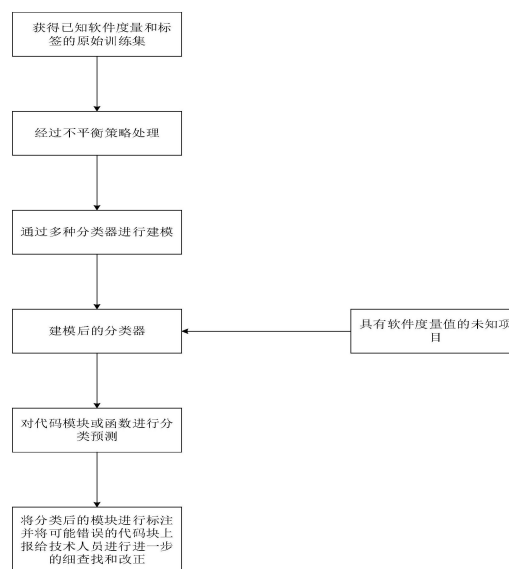 获得已知软件度量和标
签的原始训练集
经过不平衡策略处理
通过多种分类器进行建模
建模后的分类器
具有软件度量值的未知项
目
对代码模块或函数进行分
类预测
将分类后的模块进行标注
并将可能错误的代码块上
报给技术人员进行进一步
的细查找和改正